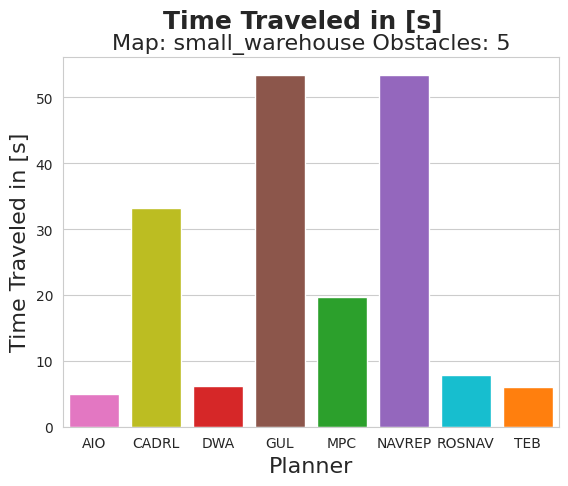 Time Traveled in [s]
Map: small_warehouse Obstacles: 5
Time Traveled in [s]
50
40
30
20
10
0
AIO CADRL DWA GUL MPC NAVREP ROSNAV TEB
Planner